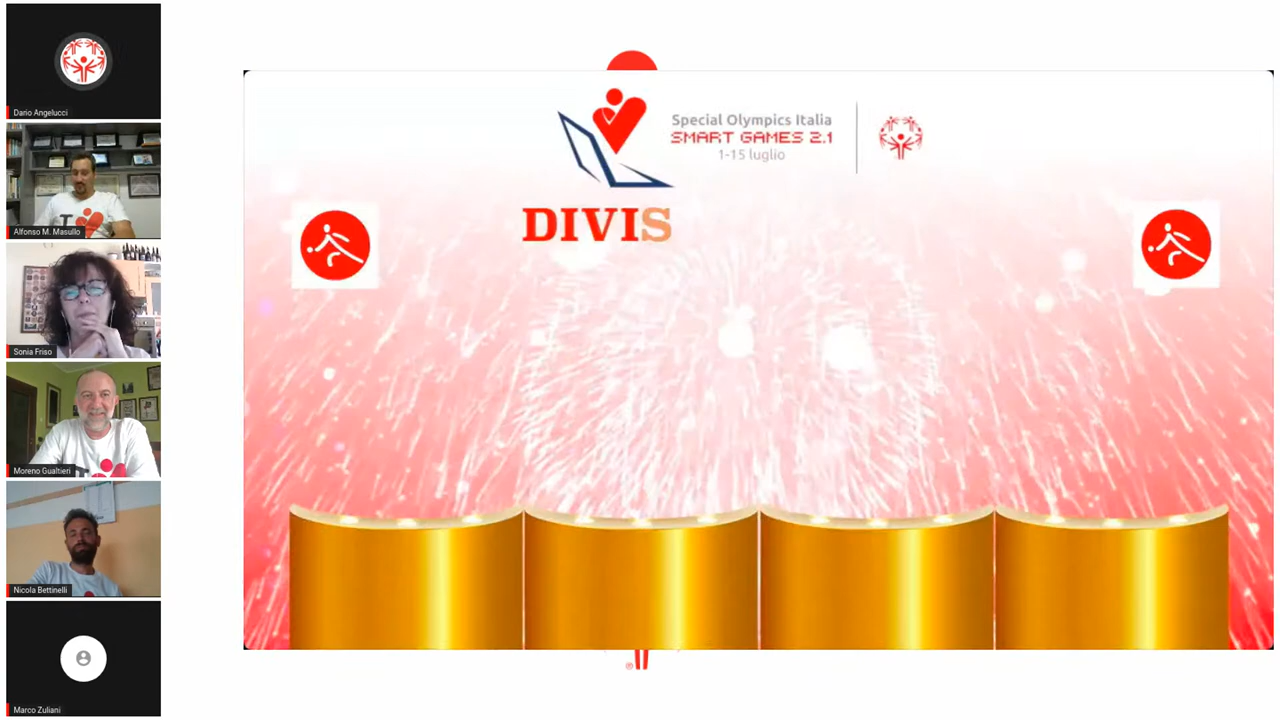 Dario Angelucci
Alfonso M. Masullo
Sonia Friso
Moreno Gualtieri
Nicola Bettinelli
Marco Zuliani
Special Olympics Italia
SMART GAMES 2.1
1-15 luglio
DIVIS